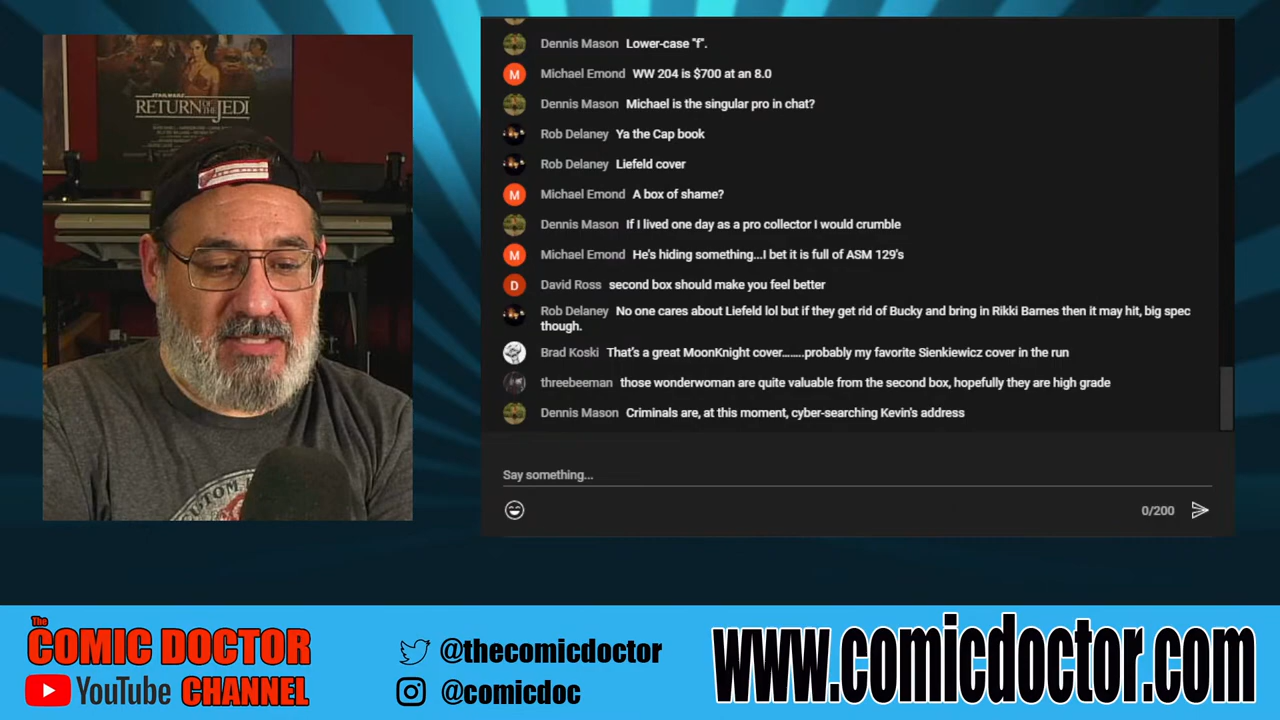 STAR WARS
RETURN OF THE JEDI
Dennis Mason Lower-case "f".
Michael Emond WW 204 is $700 at an 8.0
Dennis Mason Michael is the singular pro in chat?
Rob Delaney Ya the Cap book
Rob Delaney Liefeld cover
Michael Emond A box of shame?
Dennis Mason If I lived one day as a pro collector I would crumble
Michael Emond He's hiding something...I bet it is full of ASM 129's
David Ross second box should make you feel better
Rob Delaney No one cares about Liefeld lol but if they get rid of Bucky and bring in Rikki Barnes then it may hit, big spec
though.
Brad Koski That's a great MoonKnight cover........probably my favorite Sienkiewicz cover in the run
threebeeman those wonderwoman are quite valuable from the second box, hopefully they are high grade
Dennis Mason Criminals are, at this moment, cyber-searching Kevin's address
Say something...
0/200
The
COMIC DOCTOR
YouTube CHANNEL
@thecomicdoctor
@comicdoc
www.comicdoctor.com